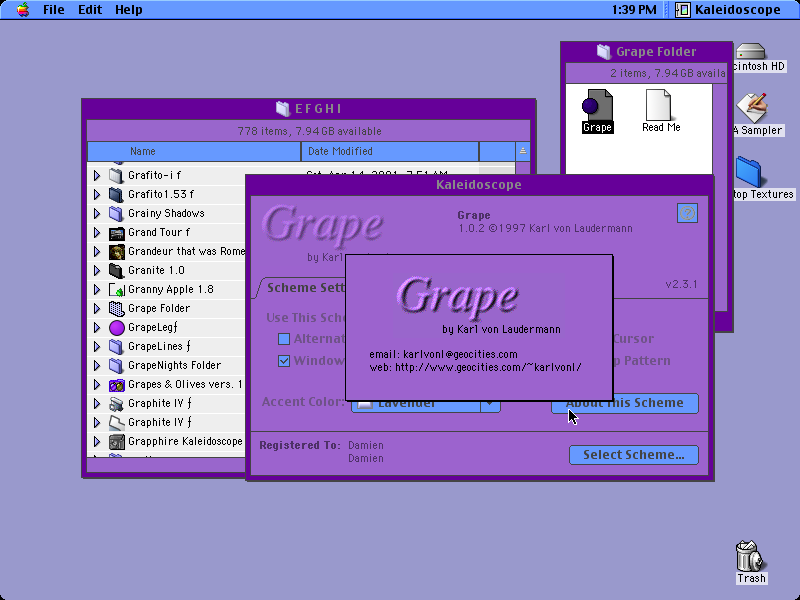 File Edit Help
1:39 PM Kaleidoscope
Grape Folder
2 items, 7.94 GB availa
Grape
Read Me
cintosh HD
A Sampler
top Textures
Trash
E F G H I
778 items, 7.94 GB available
Name Date Modified
Grafito-i f
Grafito1.53 f
Grainy Shadows
Grand Tour f
Grandeur that was Rome
Granite 1.0
Granny Apple 1.8
Grape Folder
GrapeLegƒ
GrapeLines ƒ
GrapeNights Folder
Grapes & Olives vers. 1
Graphite IV ƒ
Graphite IV ƒ
Grapphire Kaleidoscope
Kaleidoscope
Grape
by Karl
Grape
1.0.2 ©1997 Karl von Laudermann
v2.3.1
Scheme Sett
Use This Sche
Alternat
Window
Cursor
p Pattern
Accent Color: Lavender
About This Scheme
Registered To: Damien
Damien
Select Scheme...
Grape
by Karl von Laudermann
email: karlvonl@geocities.com
web: http://www.geocities.com/~karlvonl/